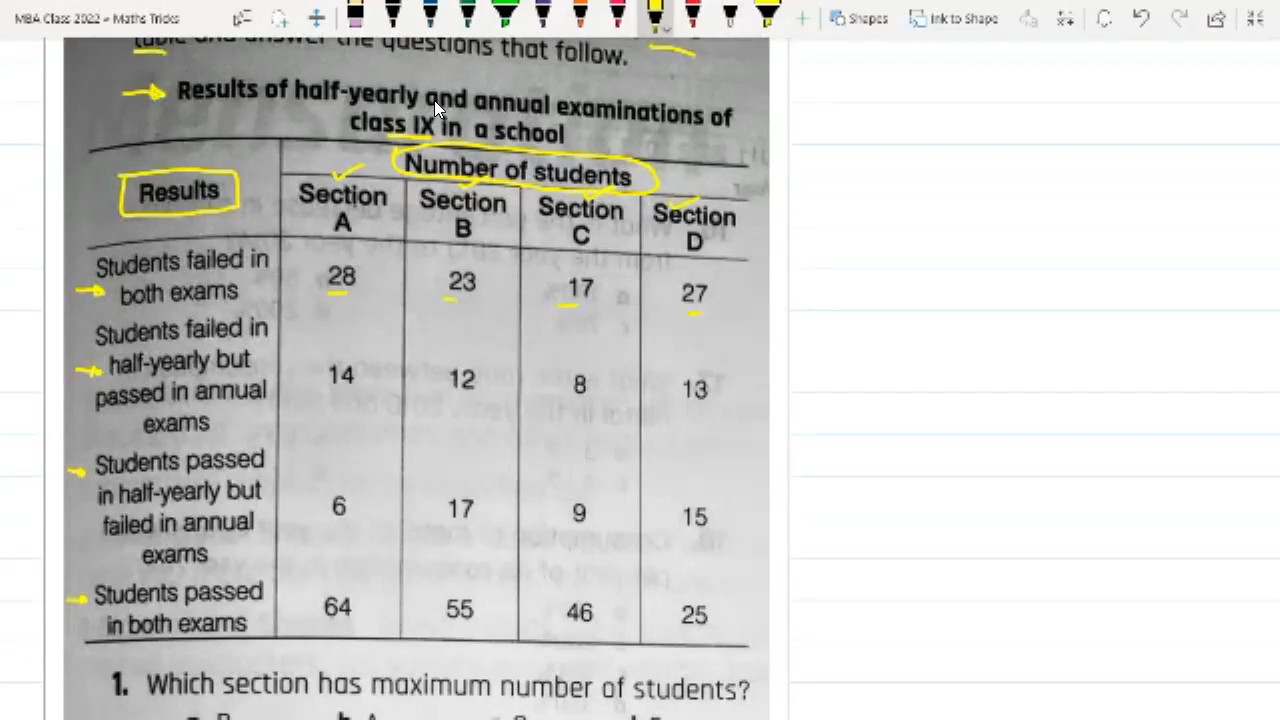 MBA Class 2022 – Maths Tricks
Shapes
Ink to Shape
table and answer the questions that follow.
Results of half-yearly and annual examinations of
class IX in a school
Number of students
Results
Section A
Section B
Section C
Section D
Students failed in both exams
28 23 17 27
Students failed in half-yearly but passed in annual exams
14 12 8 13
Students passed in half-yearly but failed in annual exams
6 17 9 15
Students passed in both exams
64 55 46 25
1. Which section has maximum number of students?